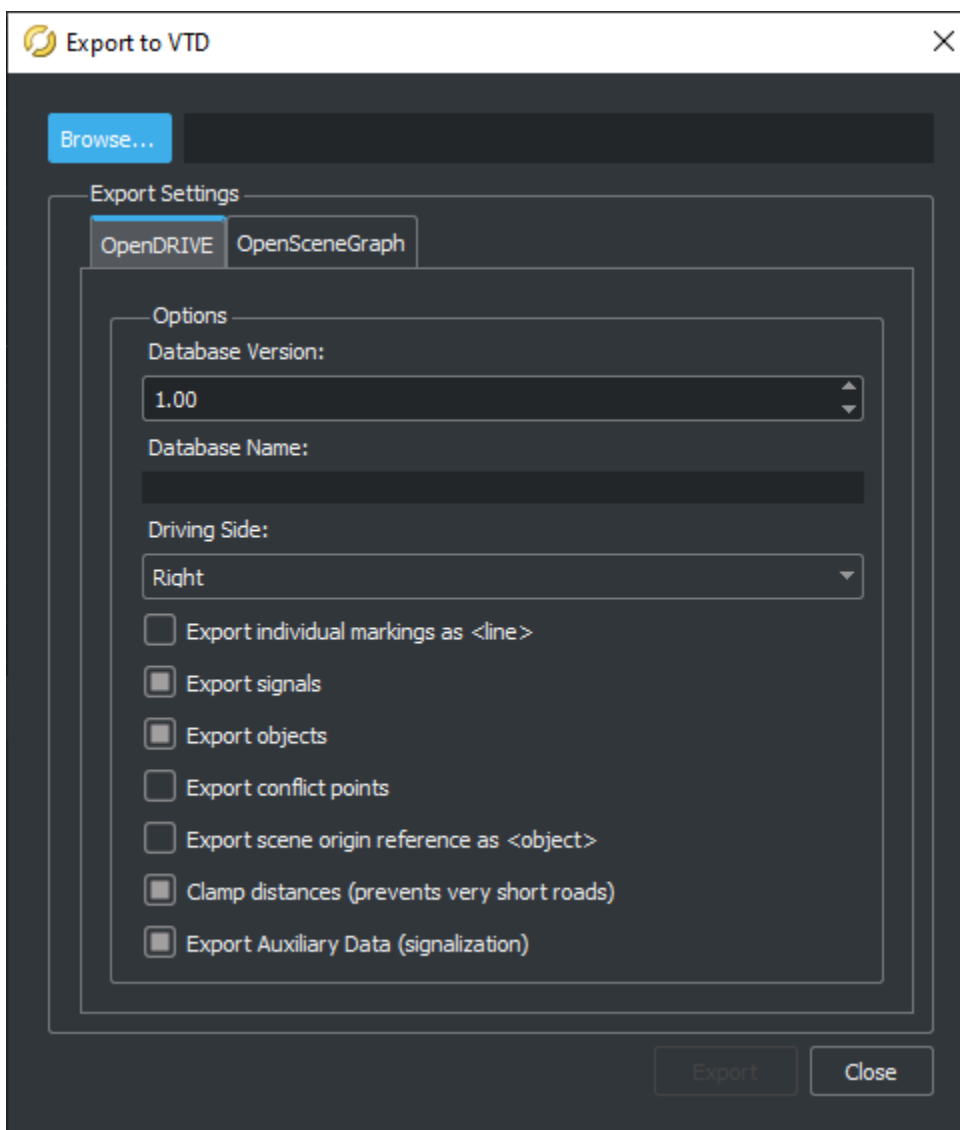 Export to VTD
Browse...
Export Settings
OpenDRIVE OpenSceneGraph
Options
Database Version:
1.00
Database Name:
Driving Side:
Right
Export individual markings as <line>
Export signals
Export objects
Export conflict points
Export scene origin reference as <object>
Clamp distances (prevents very short roads)
Export Auxiliary Data (signalization)
Export Close